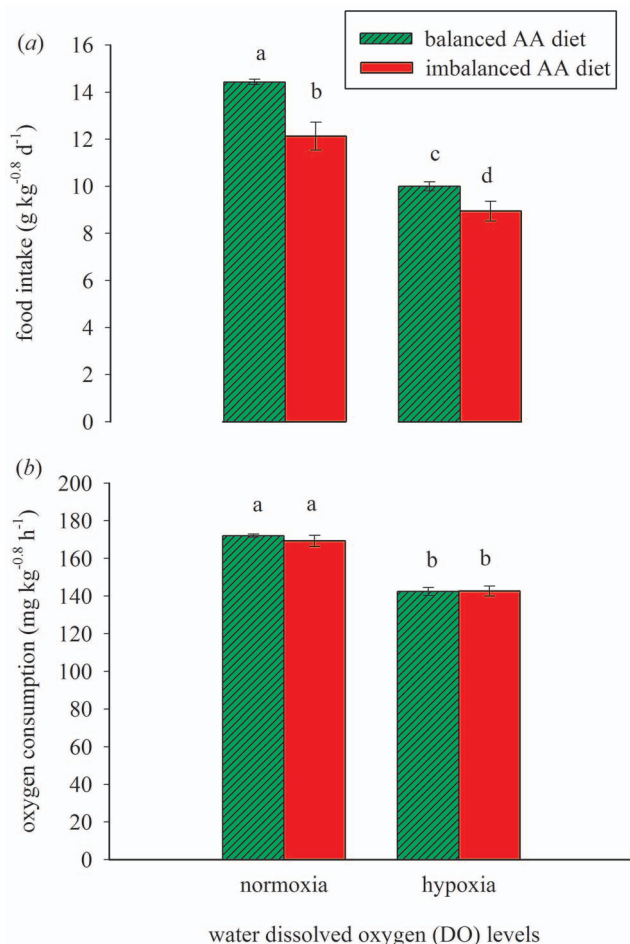 (a)
balanced AA diet
imbalanced AA diet
food intake (g kg⁻⁰·⁸ d⁻¹)
16
14
12
10
8
6
4
2
0
a
b
c
d
(b)
oxygen consumption (mg kg⁻⁰·⁸ h⁻¹)
200
180
160
140
120
100
80
60
40
20
0
a a
b b
normoxia hypoxia
water dissolved oxygen (DO) levels